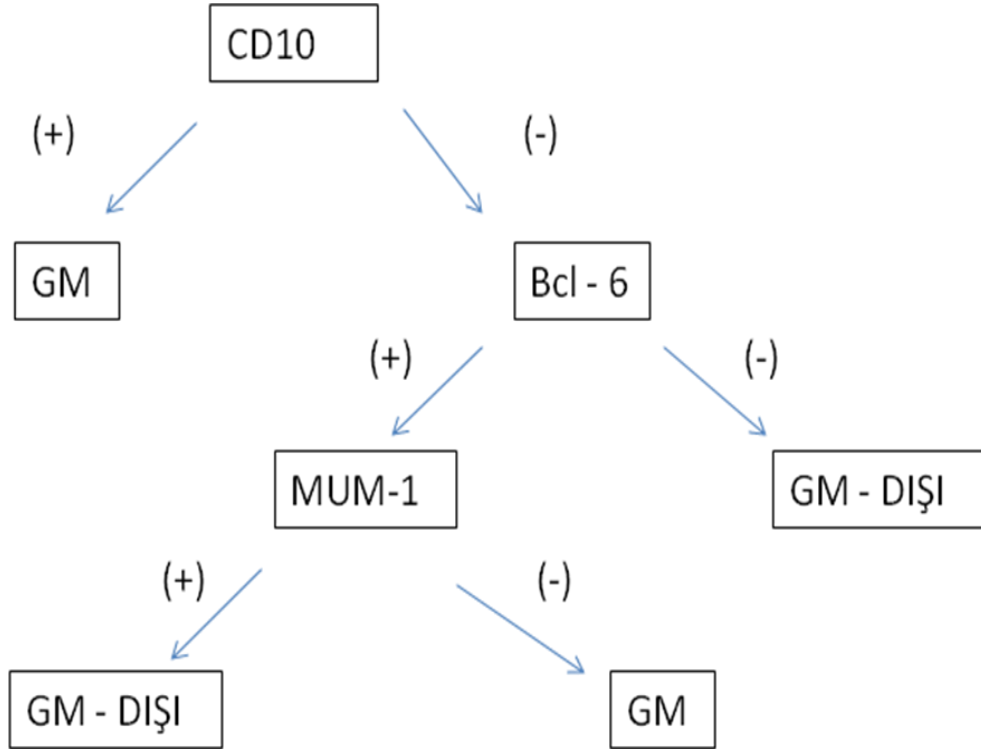 CD10
(+)
(-)
GM
Bcl - 6
(+)
(-)
MUM-1
GM - DIŞI
(+)
(-)
GM - DIŞI
GM